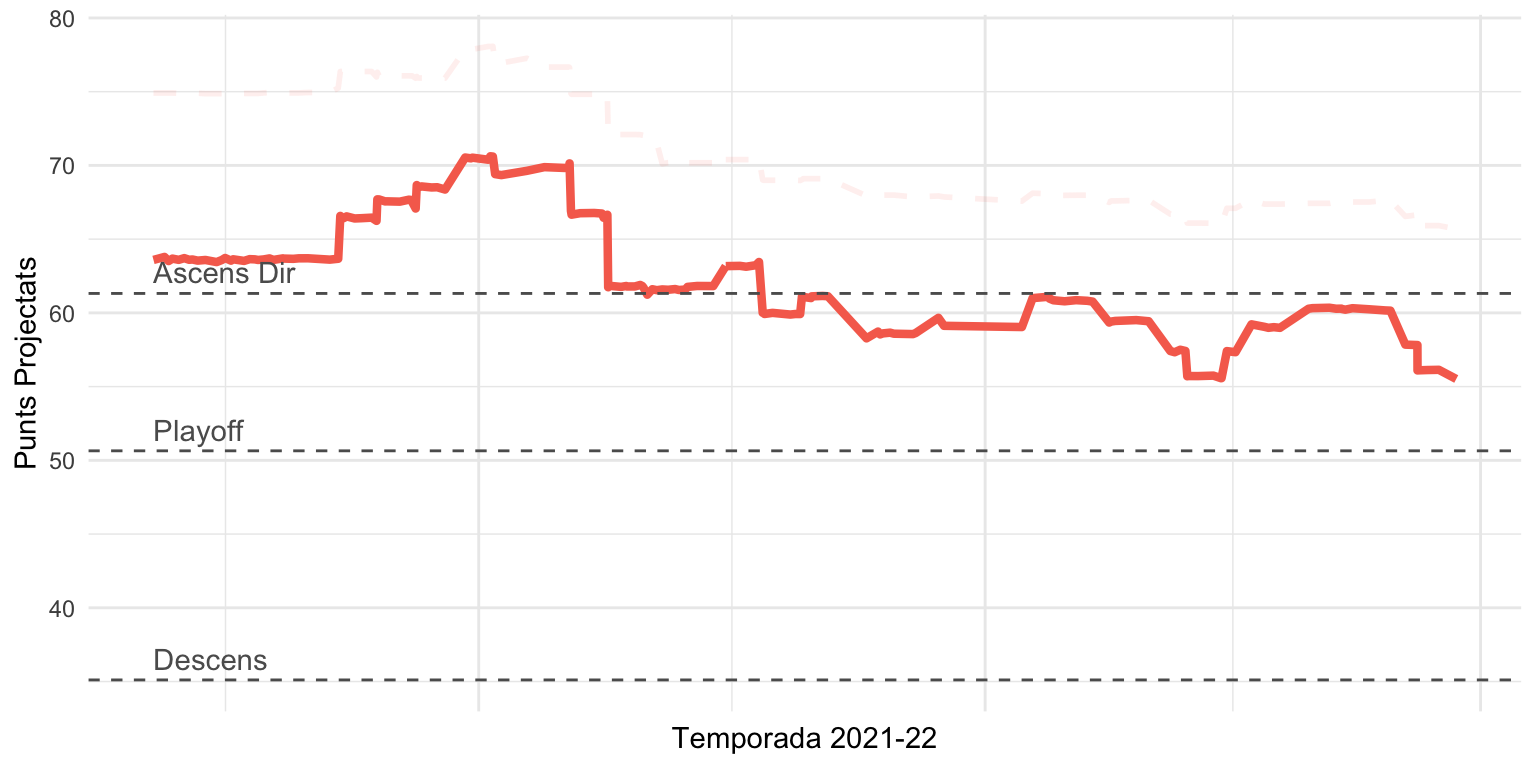 80
70
60
50
40
Punts Projectats
Ascens Dir
Playoff
Descens
Temporada 2021-22